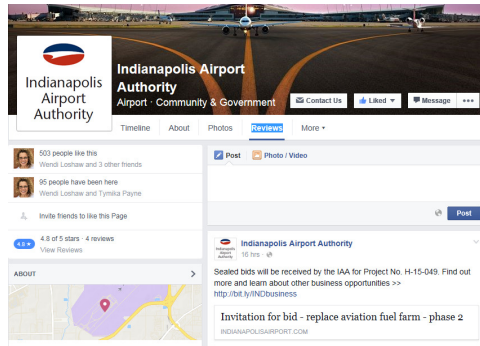 Indianapolis
Airport
Authority
Indianapolis Airport
Authority
Airport · Community & Government
Contact Us
Liked
Message
Timeline About Photos Reviews More
503 people like this
Wendi Loshaw and 3 other friends
95 people have been here
Wendi Loshaw and Tymika Payne
Invite friends to like this Page
4.8 ★ 4.8 of 5 stars · 4 reviews
View Reviews
ABOUT
Post Photo / Video
Post
Indianapolis
Airport
Authority
Indianapolis Airport Authority
16 hrs ·
Sealed bids will be received by the IAA for Project No. H-15-049. Find out
more and learn about other business opportunities >>
http://bit.ly/INDbusiness
Invitation for bid - replace aviation fuel farm - phase 2
INDIANAPOLISAIRPORT.COM